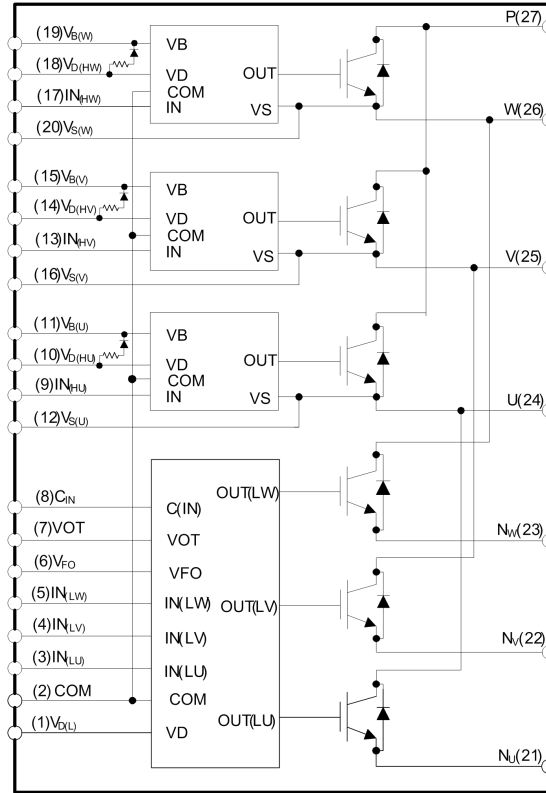 P(27)
(19)VB(W)
VB
(18)VD(HW)
VD
OUT
COM
(17)IN(HW)
IN
VS
W(26)
(20)VS(W)
(15)VB(V)
VB
(14)VD(HV)
VD
OUT
COM
(13)IN(HV)
IN
VS
V(25)
(16)VS(V)
(11)VB(U)
VB
(10)VD(HU)
VD
OUT
COM
(9)IN(HU)
IN
VS
U(24)
(12)VS(U)
(8)CIN
C(IN)
OUT(LW)
NW(23)
(7)VOT
VOT
(6)VFO
VFO
(5)IN(LW)
IN(LW)
OUT(LV)
(4)IN(LV)
IN(LV)
NV(22)
(3)IN(LU)
IN(LU)
(2) COM
COM
OUT(LU)
(1)VD(L)
VD
NU(21)